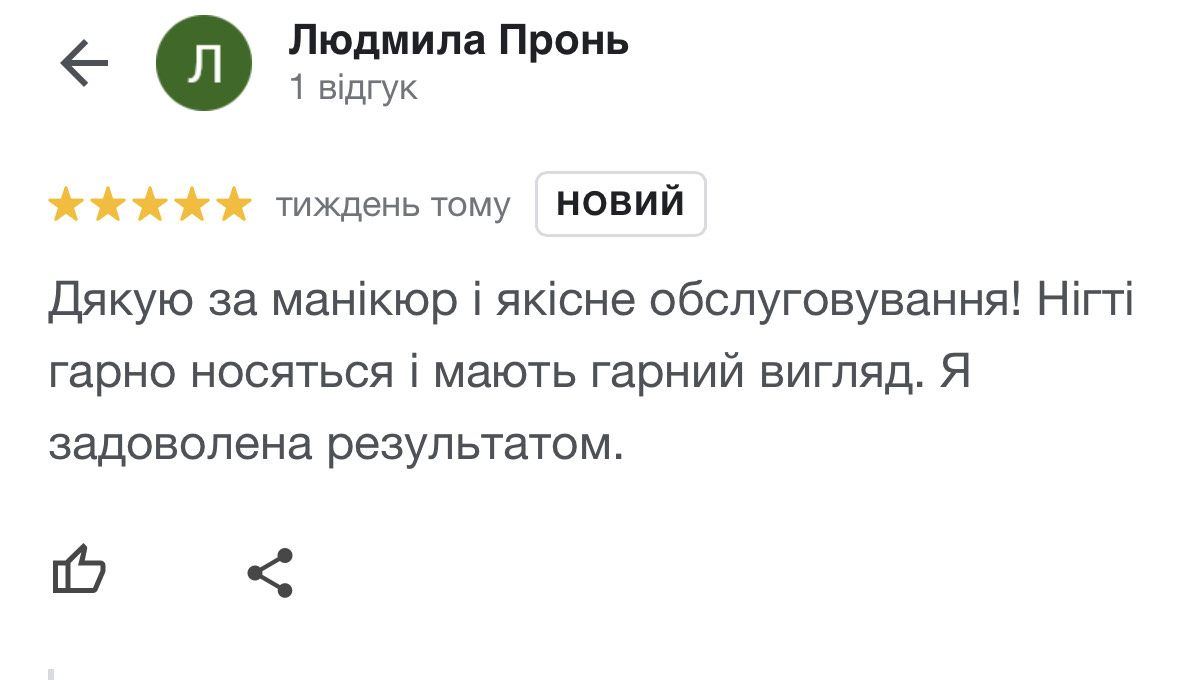 Л
Людмила Пронь
1 відгук
тиждень тому НОВИЙ
Дякую за манікюр і якісне обслуговування! Нігті
гарно носяться і мають гарний вигляд. Я
задоволена результатом.